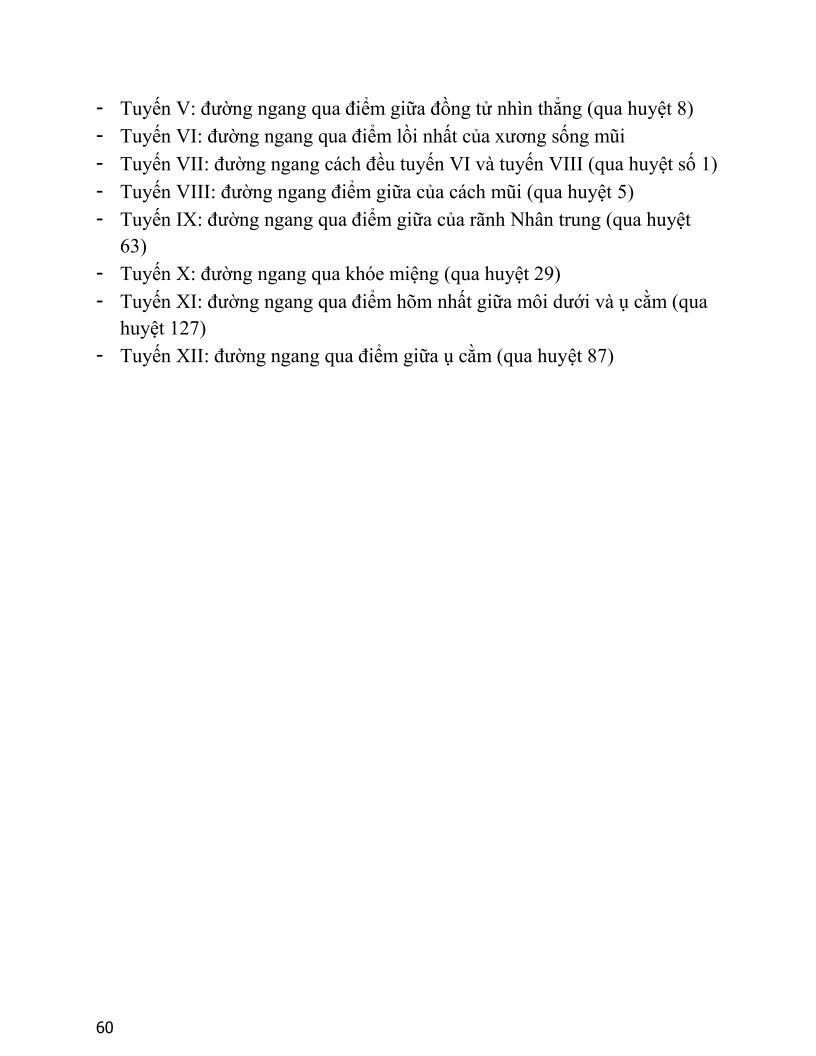 - Tuyến V: đường ngang qua điểm giữa đồng tử nhìn thẳng (qua huyệt 8)
- Tuyến VI: đường ngang qua điểm lồi nhất của xương sống mũi
- Tuyến VII: đường ngang cách đều tuyến VI và tuyến VIII (qua huyệt số 1)
- Tuyến VIII: đường ngang điểm giữa của cách mũi (qua huyệt 5)
- Tuyến IX: đường ngang qua điểm giữa của rãnh Nhân trung (qua huyệt
63)
- Tuyến X: đường ngang qua khóe miệng (qua huyệt 29)
- Tuyến XI: đường ngang qua điểm hõm nhất giữa môi dưới và ụ cằm (qua
huyệt 127)
- Tuyến XII: đường ngang qua điểm giữa ụ cằm (qua huyệt 87)
60